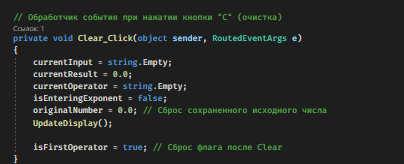 // Обработчик события при нажатии кнопки "C" (очистка)
Ссылок: 1
private void Clear_Click(object sender, RoutedEventArgs e)
{
currentInput = string.Empty;
currentResult = 0.0;
currentOperator = string.Empty;
isEnteringExponent = false;
originalNumber = 0.0; // Сброс сохраненного исходного числа
UpdateDisplay();
isFirstOperator = true; // Сброс флага после Clear
}